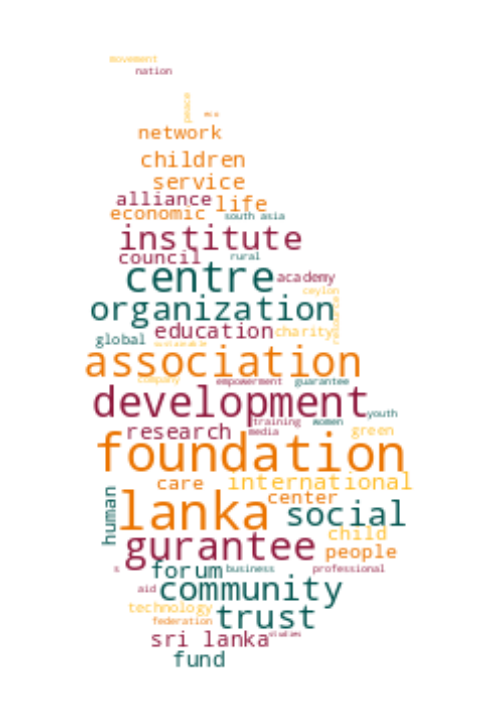 movement
nation
peace
network
children
service
alliance life
economic south asia
institute
council rural
centre academy
ceylon
organization
education charity
global
association
company empowerment guarantee
development youth
training women
research media green
foundation
care international
center
human lanka social
child
gurantee people
forum business professional
s
aid community
technology trust
federation
sri lanka studies
fund